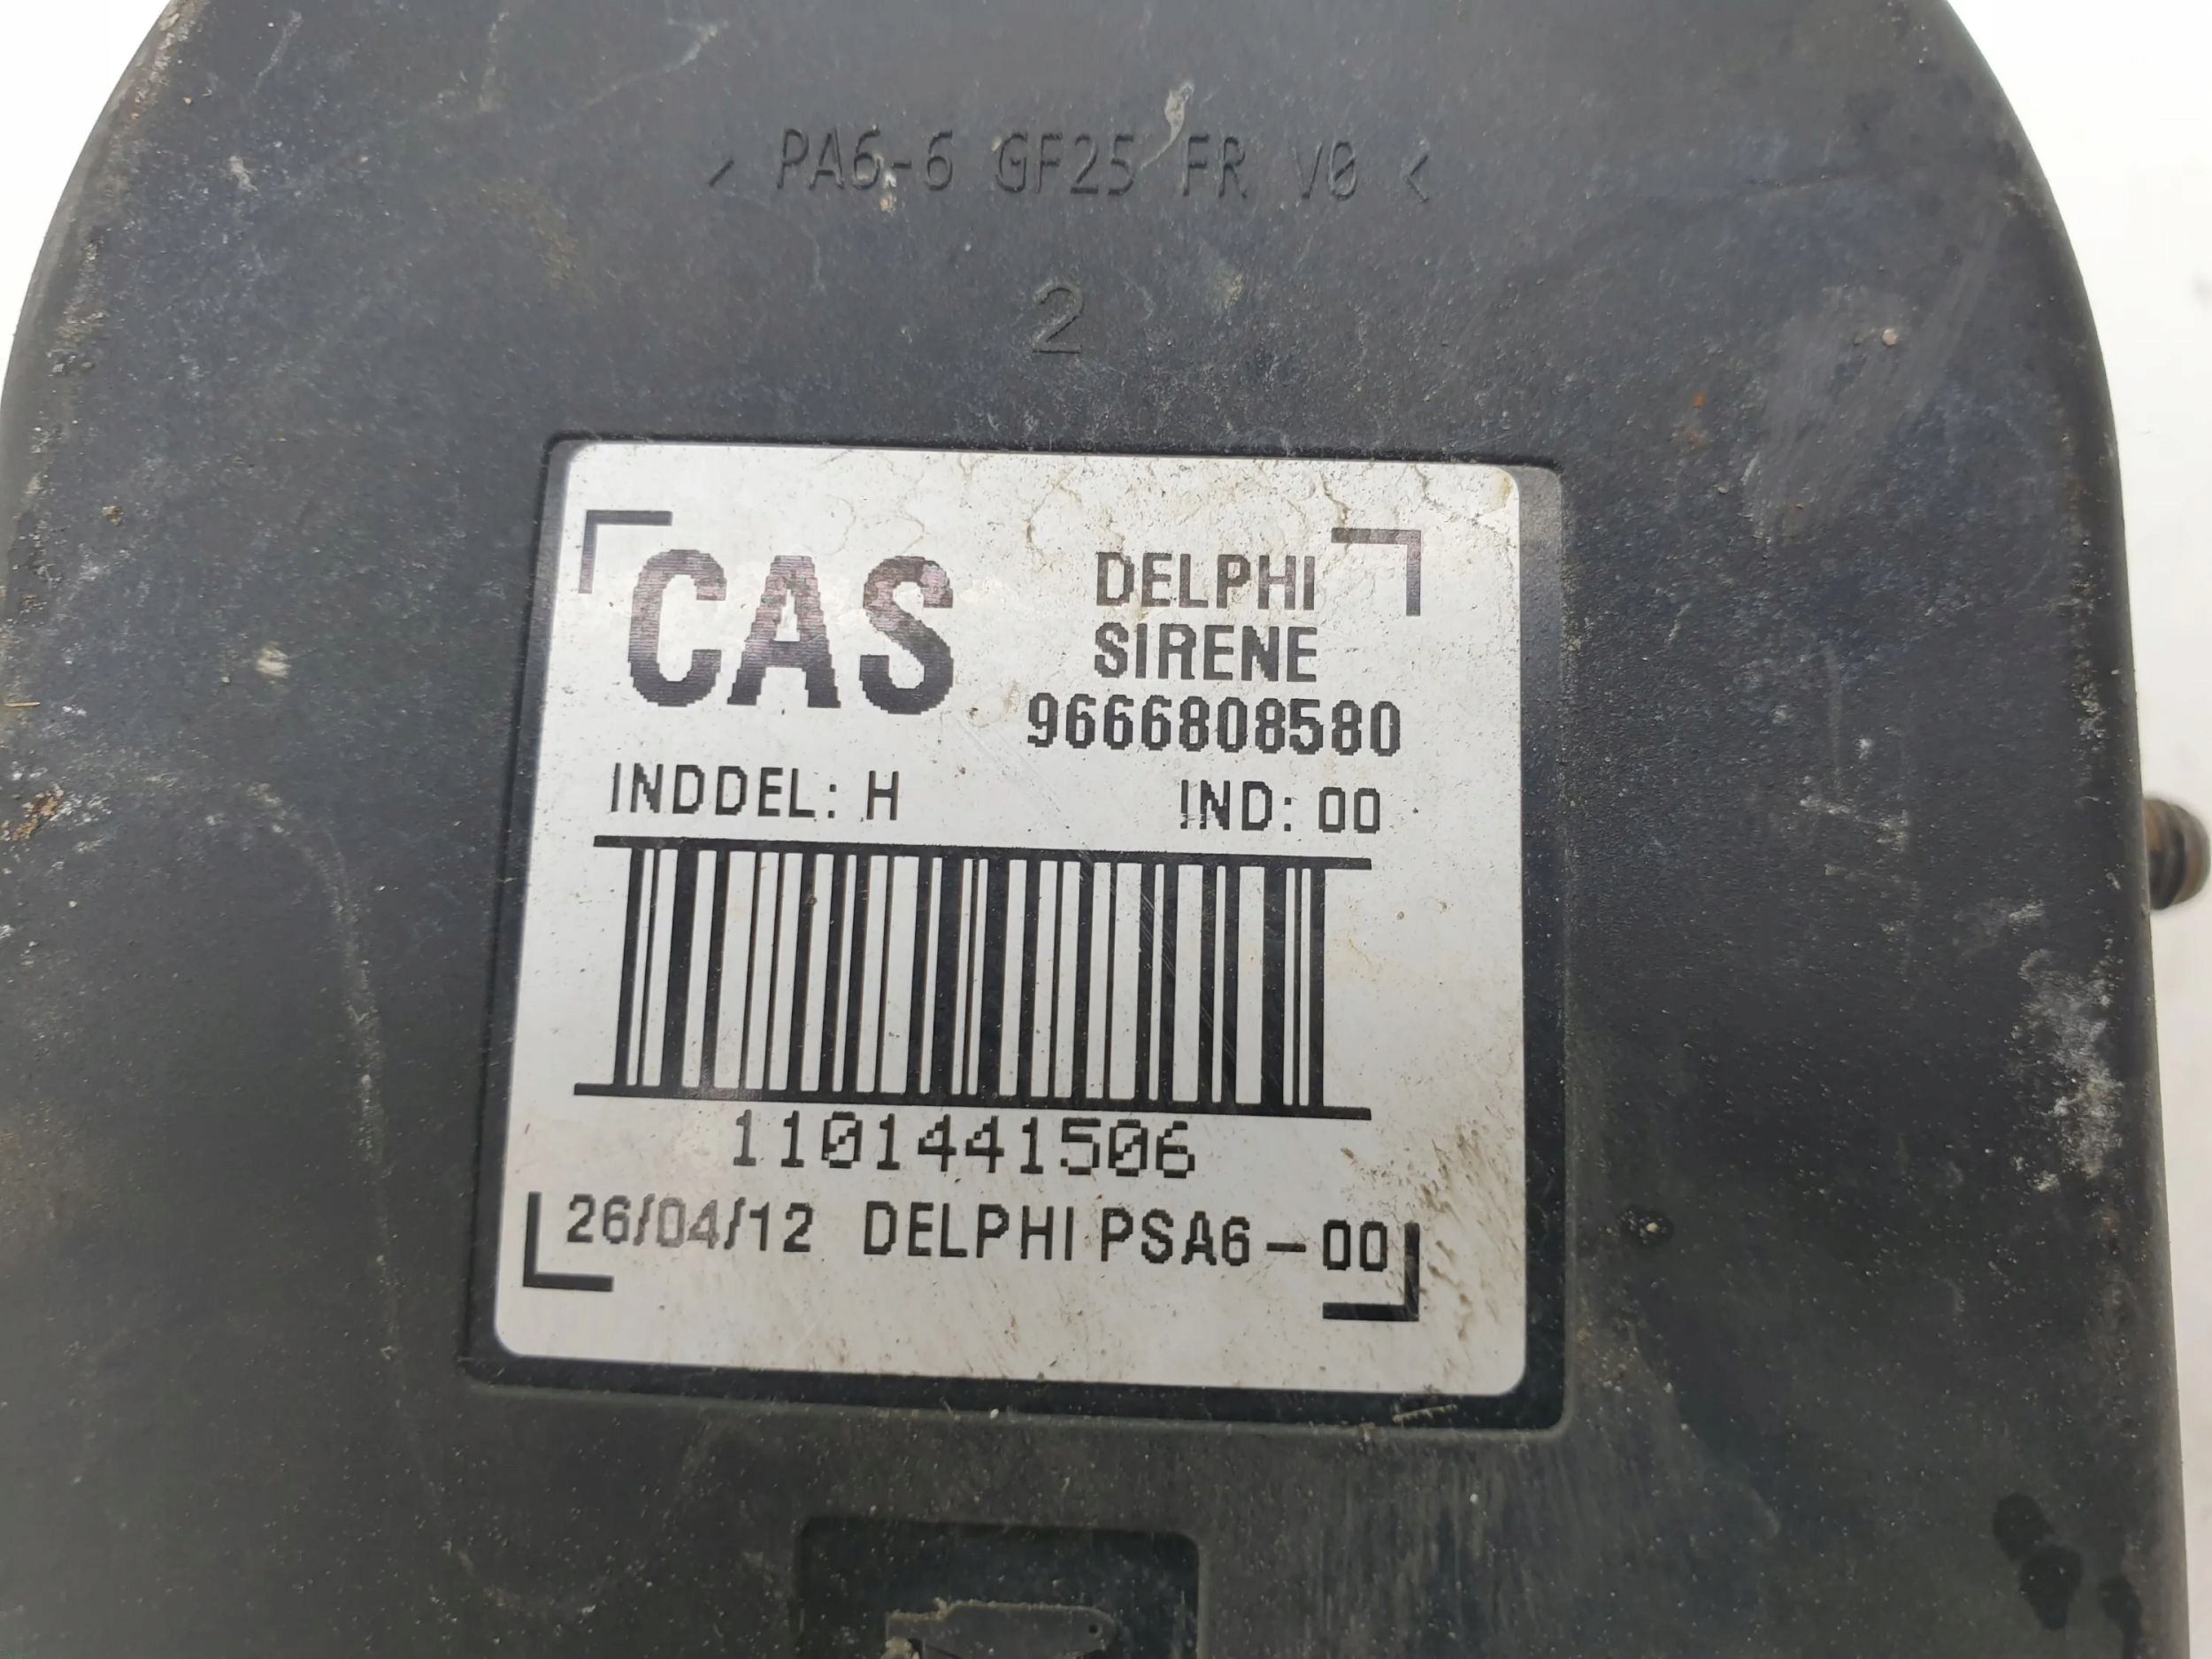 > PA6-6 GF25 FR V0 <
2
CAS
DELPHI
SIRENE
9666808580
INDDEL: H IND: 00
1101441506
26/04/12 DELPHI PSA6-00